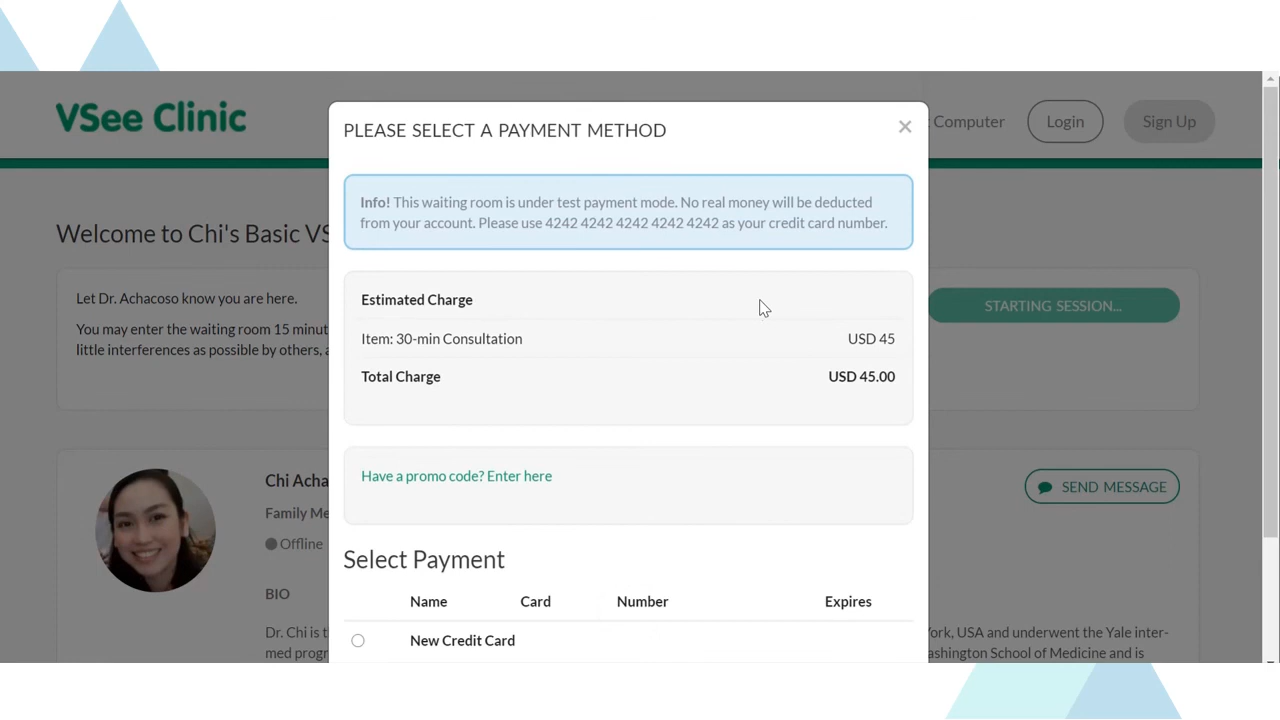 VSee Clinic
t Computer
Login
Sign Up
PLEASE SELECT A PAYMENT METHOD
×
Info! This waiting room is under test payment mode. No real money will be deducted
from your account. Please use 4242 4242 4242 4242 4242 as your credit card number.
Welcome to Chi's Basic VS
Let Dr. Achacoso know you are here.
You may enter the waiting room 15 minut
little interferences as possible by others, a
STARTING SESSION...
Estimated Charge
Item: 30-min Consultation USD 45
Total Charge USD 45.00
Have a promo code? Enter here
Chi Acha
Family Me
Offline
SEND MESSAGE
BIO
Dr. Chi is t
med progr
York, USA and underwent the Yale inter-
ashington School of Medicine and is
Select Payment
Name Card Number Expires
New Credit Card